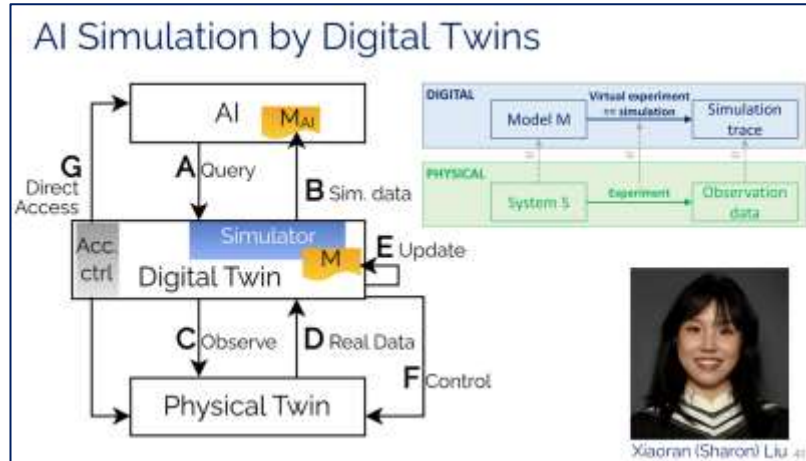 AI Simulation by Digital Twins
AI
M_AI
G
Direct
Access
A Query
B Sim. data
Acc.
ctrl
Simulator
M
Digital Twin
E Update
C Observe
D Real Data
F Control
Physical Twin
DIGITAL
Virtual experiment
== simulation
Model M
Simulation
trace
PHYSICAL
System S
Experiment
Observation
data
Xiaoran (Sharon) Liu